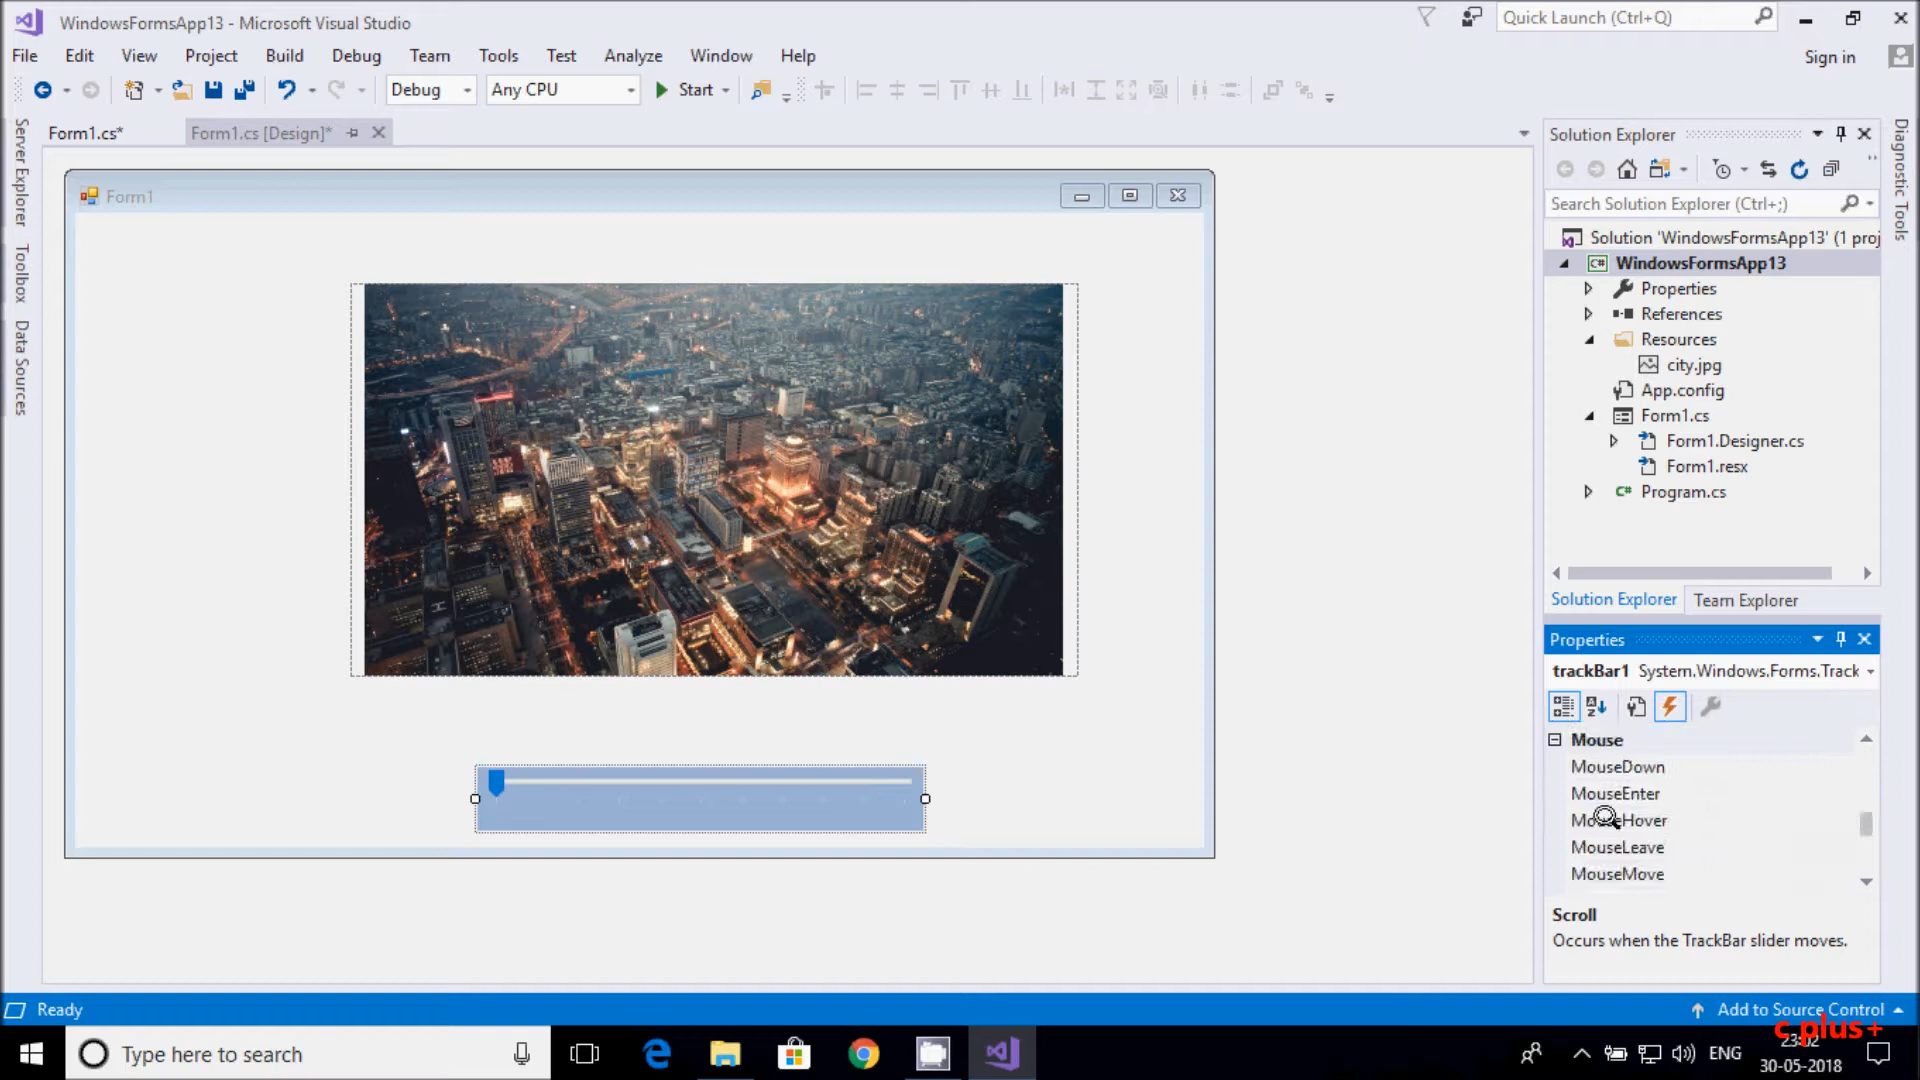 WindowsFormsApp13 - Microsoft Visual Studio
Quick Launch (Ctrl+Q)
File Edit View Project Build Debug Team Tools Test Analyze Window Help
Sign in
Debug Any CPU Start
Form1.cs* Form1.cs [Design]*
Server Explorer
Toolbox
Data Sources
Form1
Solution Explorer
Search Solution Explorer (Ctrl+;)
Solution 'WindowsFormsApp13' (1 proj
C# WindowsFormsApp13
Properties
References
Resources
city.jpg
App.config
Form1.cs
Form1.Designer.cs
Form1.resx
C# Program.cs
Solution Explorer Team Explorer
Diagnostic Tools
Properties
trackBar1 System.Windows.Forms.Track
Mouse
MouseDown
MouseEnter
MouseHover
MouseLeave
MouseMove
Scroll
Occurs when the TrackBar slider moves.
Ready
Add to Source Control
c plus+
Type here to search
ENG
23:02
30-05-2018